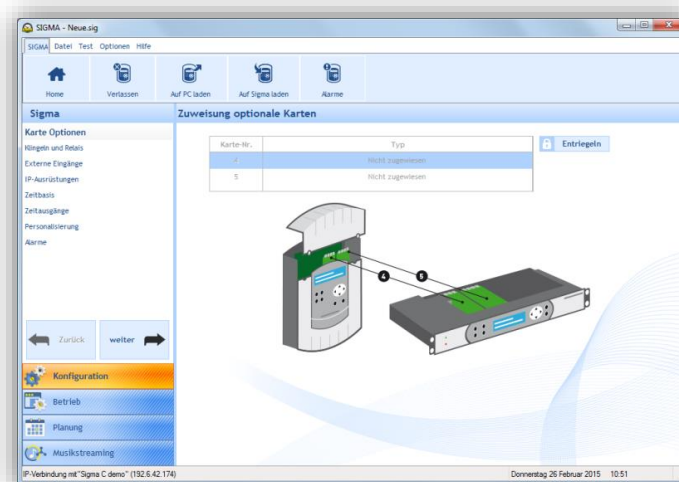 SIGMA - Neue.sig
SIGMA Datei Test Optionen Hilfe
Home Verlassen Auf PC laden Auf Sigma laden Alarme
Sigma
Zuweisung optionale Karten
Karte Optionen
Klingeln und Relais
Externe Eingänge
IP-Ausrüstungen
Zeitbasis
Zeitausgänge
Personalisierung
Alarme
Karte-Nr. Typ
4 Nicht zugewiesen
5 Nicht zugewiesen
Entriegeln
4 5
Zurück weiter
Konfiguration
Betrieb
Planung
Musikstreaming
IP-Verbindung mit"Sigma C demo" (192.6.42.174)
Donnerstag 26 Februar 2015 10:51